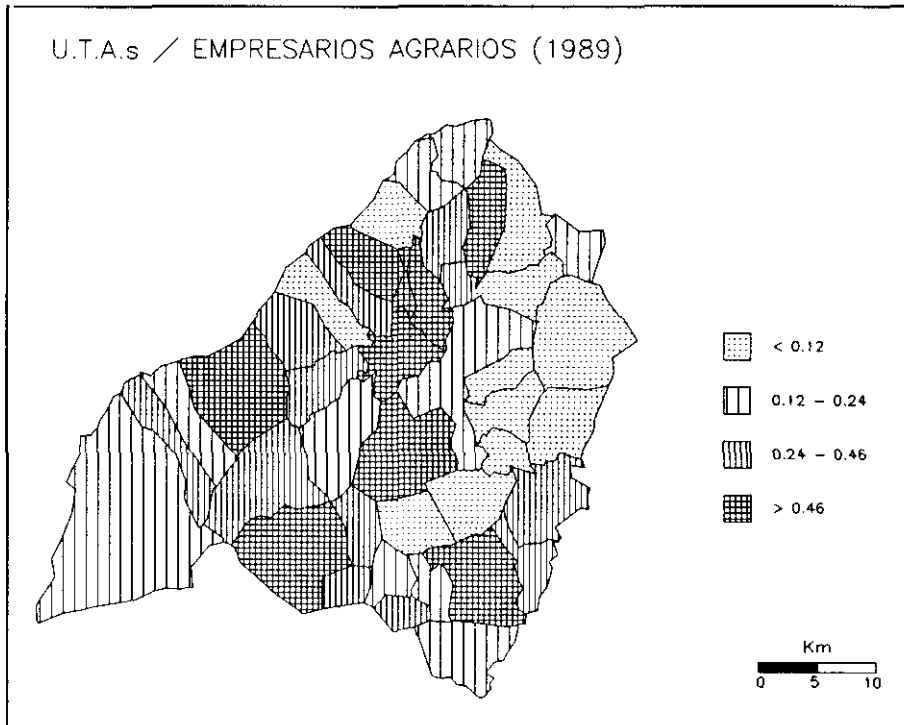 U.T.A.s / EMPRESARIOS AGRARIOS (1989)
< 0.12
0.12 - 0.24
0.24 - 0.46
> 0.46
Km
0 5 10